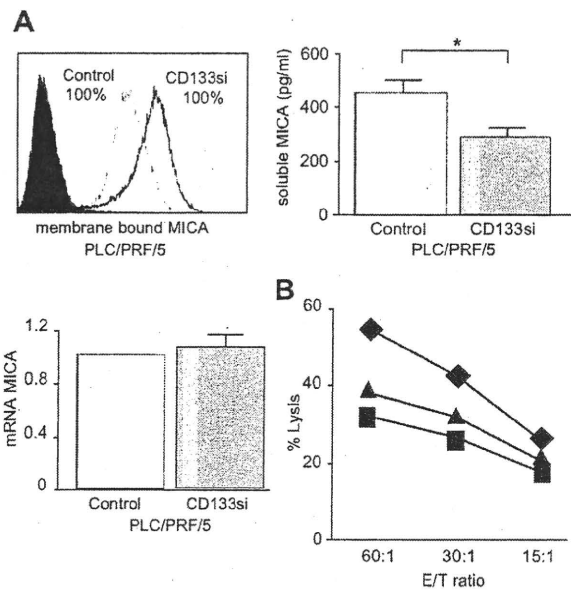 A
Control
100%
CD133si
100%
membrane bound MICA
PLC/PRF/5
soluble MICA (pg/ml)
600
400
200
0
*
Control
CD133si
PLC/PRF/5
mRNA MICA
1.2
0.8
0.4
0
Control
CD133si
PLC/PRF/5
B
% Lysis
60
40
20
0
60:1
30:1
15:1
E/T ratio